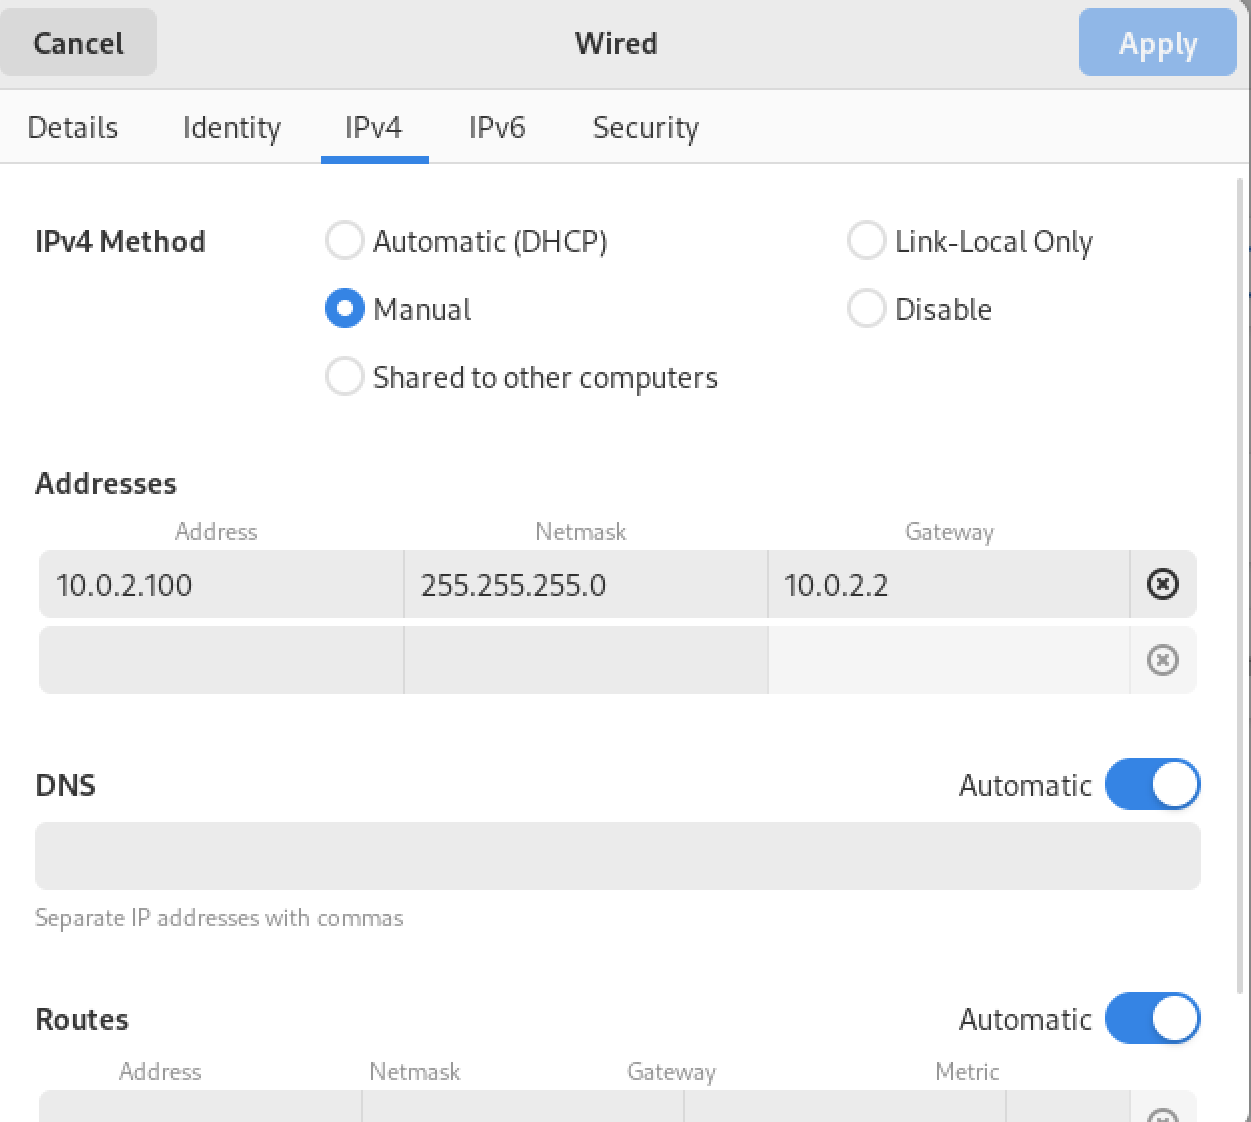 Cancel Wired Apply
Details Identity IPv4 IPv6 Security
IPv4 Method Automatic (DHCP) Link-Local Only
Manual Disable
Shared to other computers
Addresses
Address Netmask Gateway
10.0.2.100 255.255.255.0 10.0.2.2
DNS Automatic
Separate IP addresses with commas
Routes Automatic
Address Netmask Gateway Metric